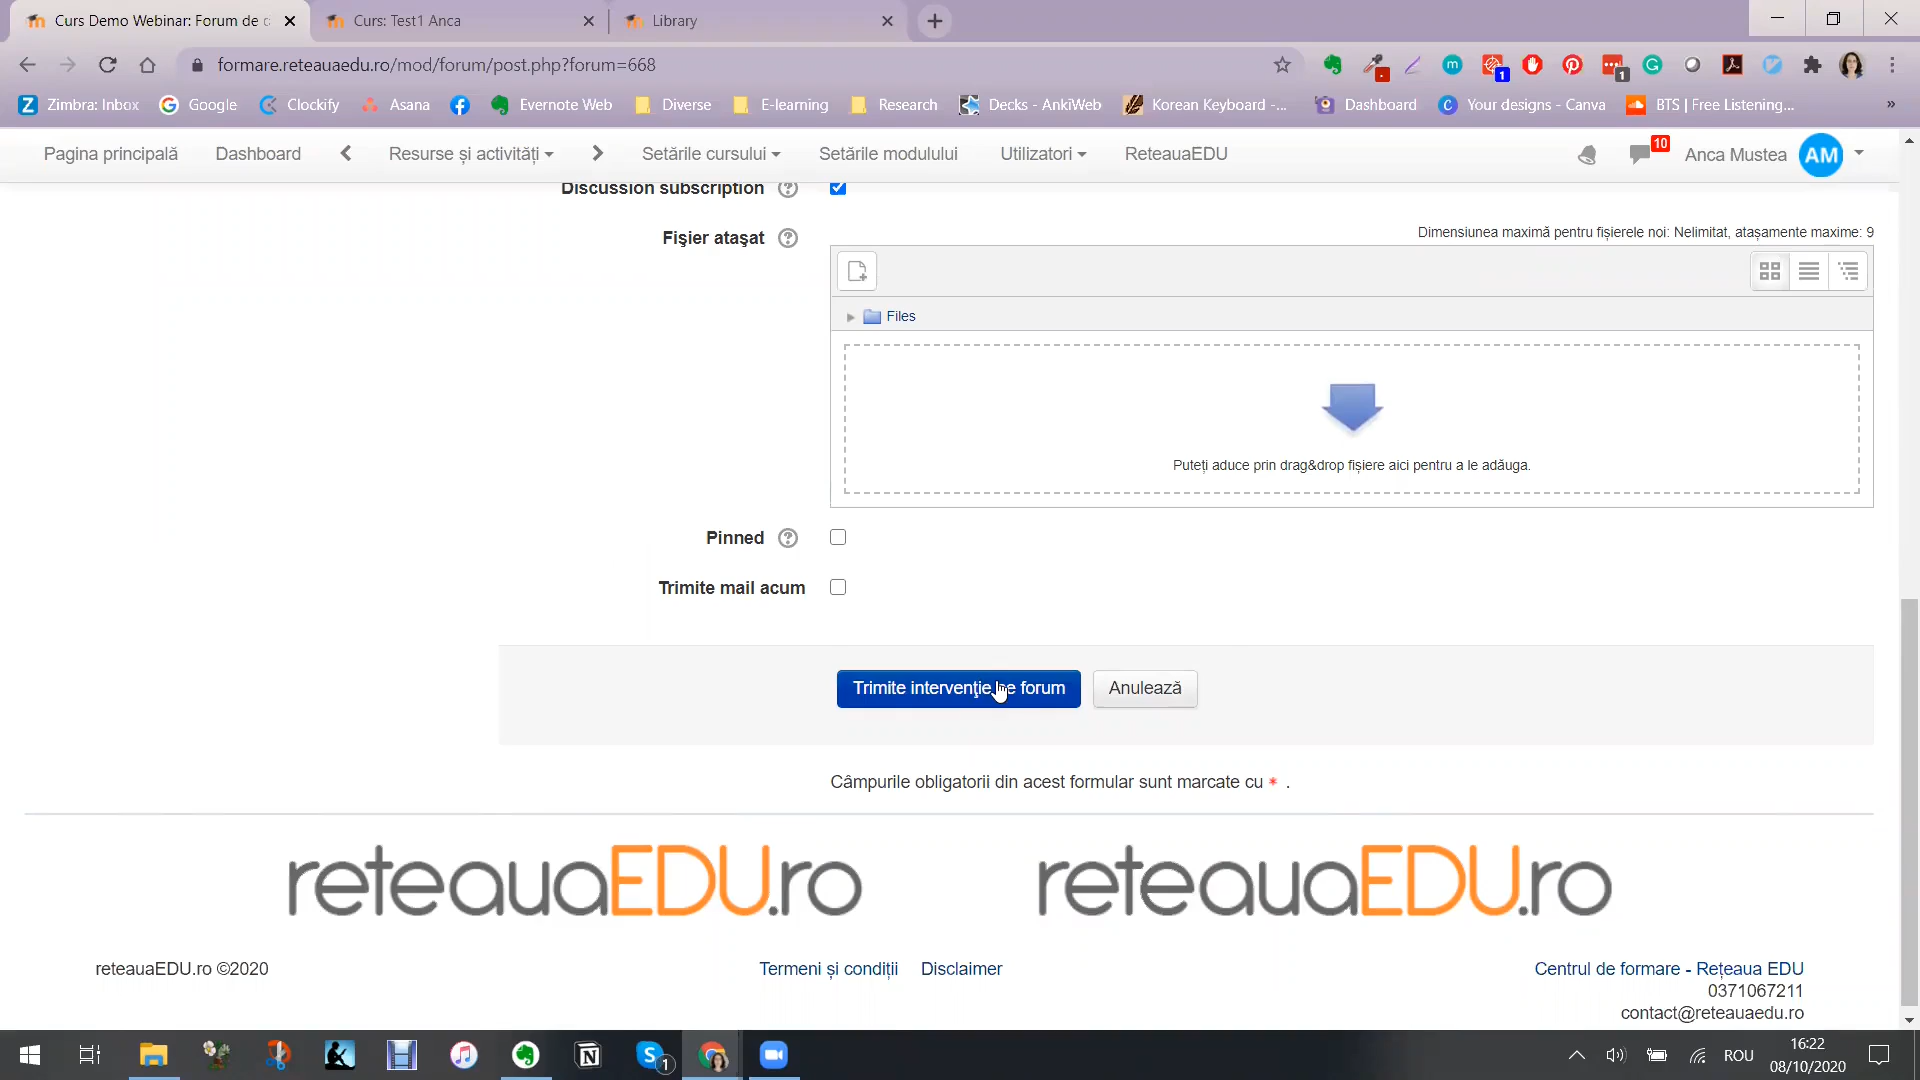 Curs Demo Webinar: Forum de c
Curs: Test1 Anca
Library
formare.reteauaedu.ro/mod/forum/post.php?forum=668
1
1
Zimbra: Inbox
Google
Clockify
Asana
Evernote Web
Diverse
E-learning
Research
Decks - AnkiWeb
Korean Keyboard -...
Dashboard
Your designs - Canva
BTS | Free Listening...
Pagina principală
Dashboard
Resurse și activități
Setările cursului
Setările modulului
Utilizatori
ReteauaEDU
10
Anca Mustea
AM
Discussion subscription
Fişier ataşat
Dimensiunea maximă pentru fișierele noi: Nelimitat, atașamente maxime: 9
Files
Puteți aduce prin drag&drop fișiere aici pentru a le adăuga.
Pinned
Trimite mail acum
Trimite intervenţie pe forum
Anulează
Câmpurile obligatorii din acest formular sunt marcate cu * .
reteauaEDU.ro
reteauaEDU.ro
reteauaEDU.ro ©2020
Termeni și condiții
Disclaimer
Centrul de formare - Rețeaua EDU
0371067211
contact@reteauaedu.ro
1
ROU
16:22
08/10/2020